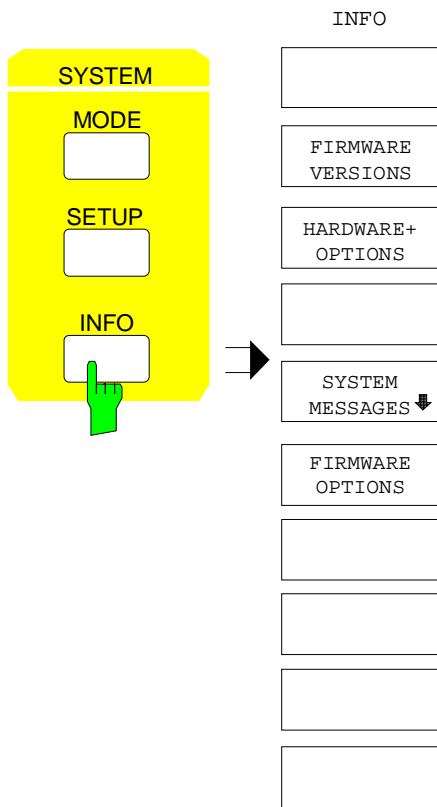 SYSTEM
MODE
SETUP
INFO
INFO
FIRMWARE
VERSIONS
HARDWARE+
OPTIONS
SYSTEM
MESSAGES
FIRMWARE
OPTIONS